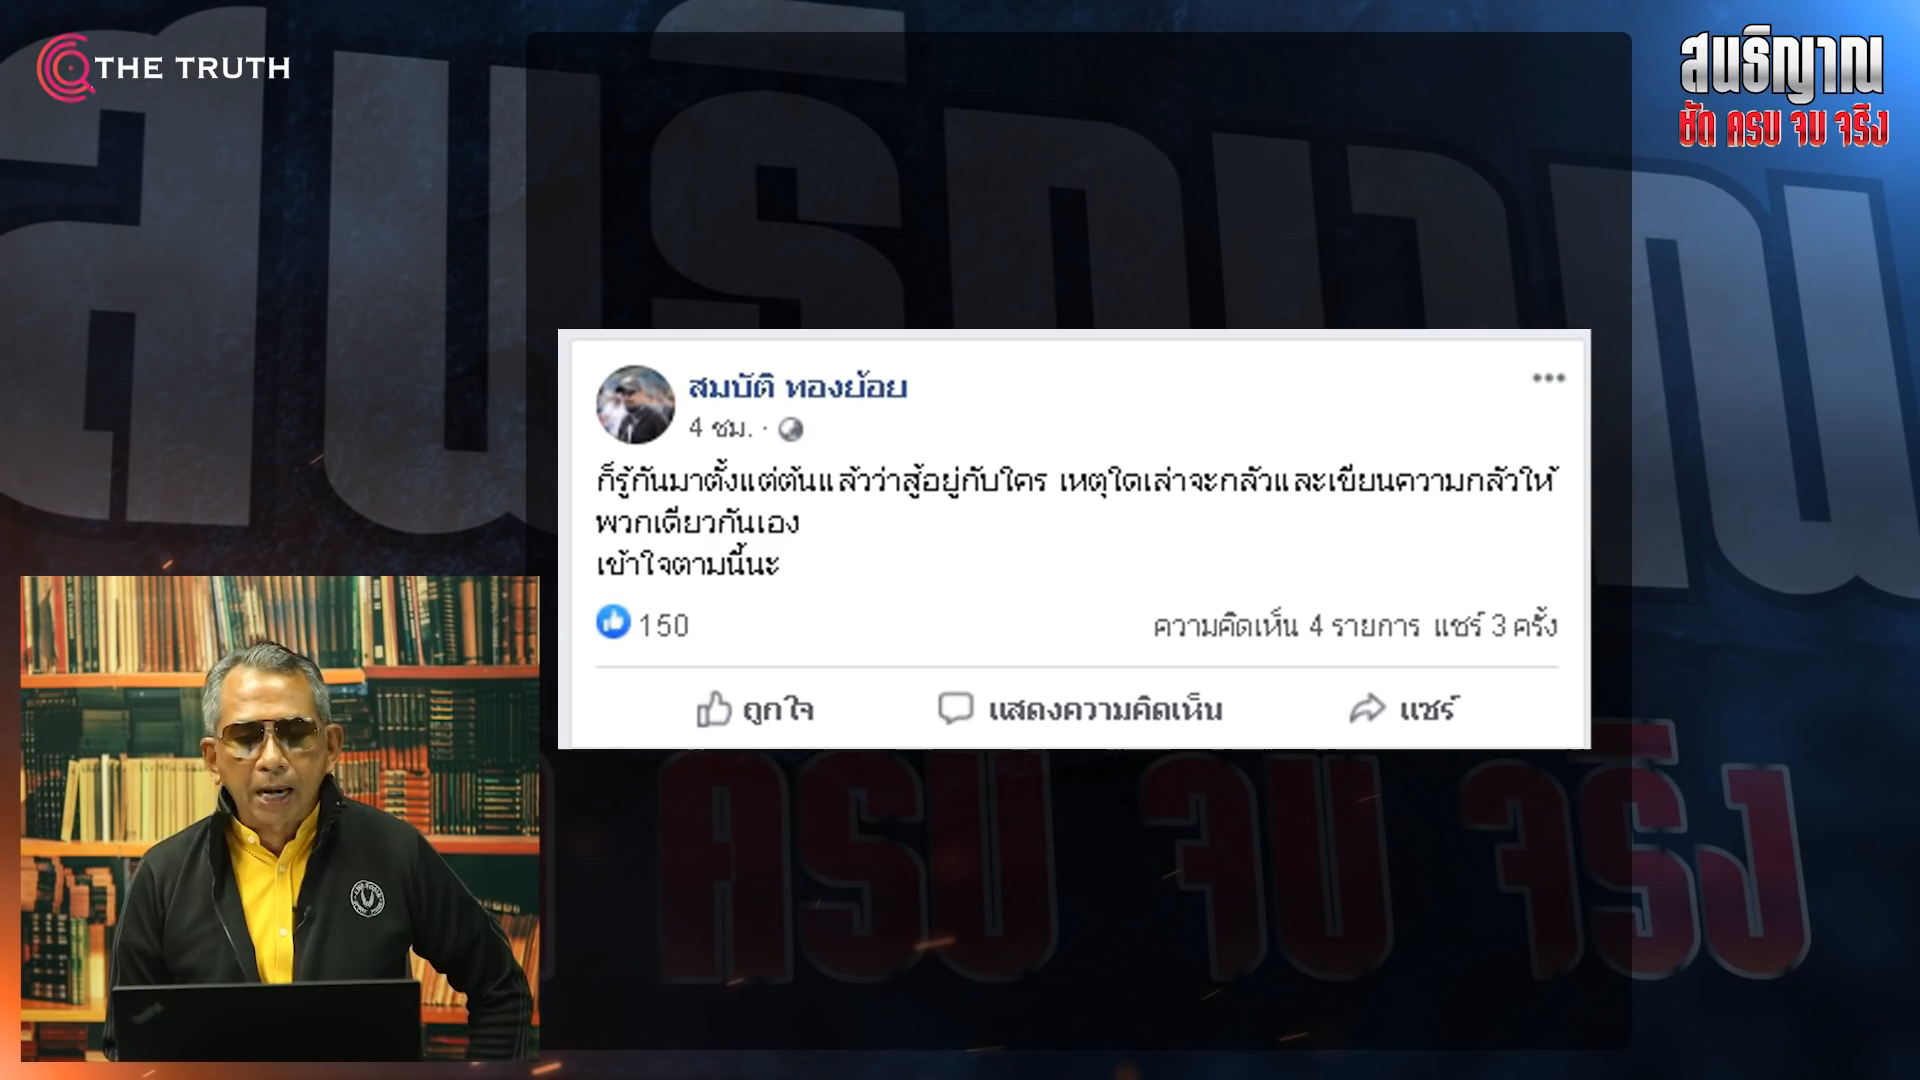 THE TRUTH
สนธิญาณ
ชัด ครบ จบ จริง
สมบัติ ทองย้อย
4 ชม.
ก็รู้กันมาตั้งแต่ต้นแล้วว่าสู้อยู่กับใคร เหตุใดเล่าจะกลัวและเขียนความกลัวให้
พวกเดียวกันเอง
เข้าใจตามนี้นะ
150
ความคิดเห็น 4 รายการ แชร์ 3 ครั้ง
ถูกใจ
แสดงความคิดเห็น
แชร์